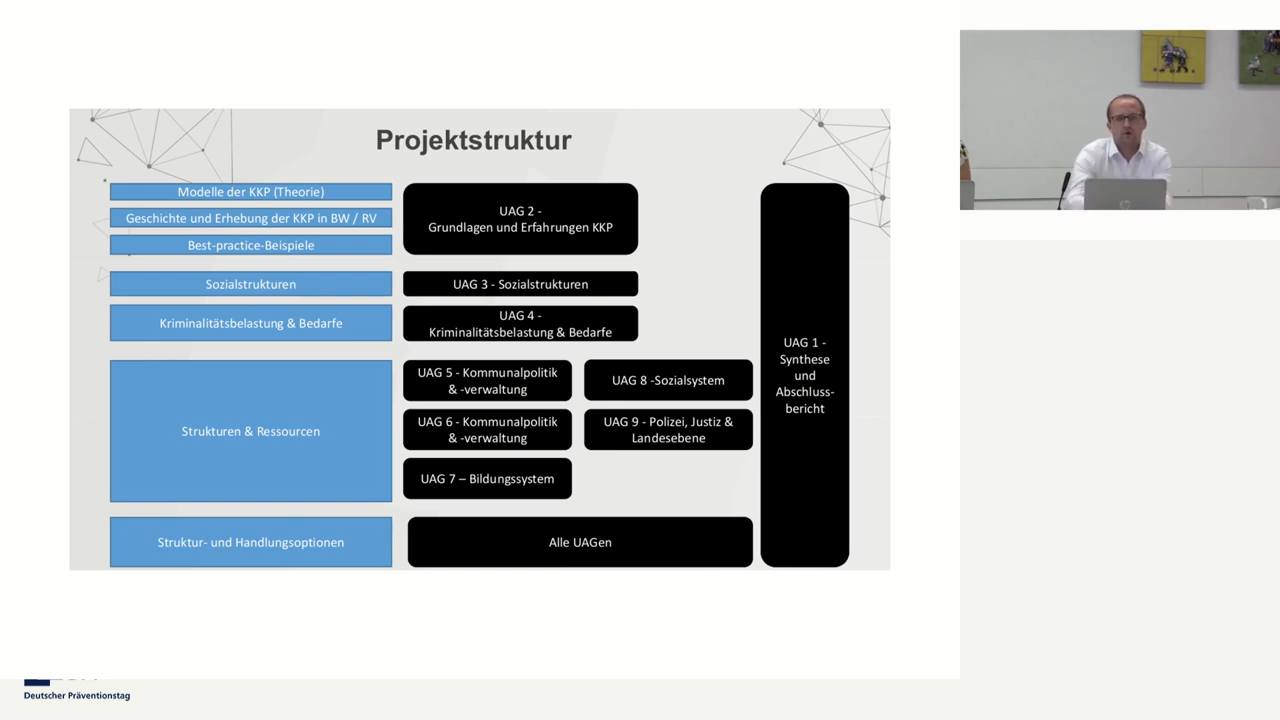 Projektstruktur
Modelle der KKP (Theorie)
Geschichte und Erhebung der KKP in BW / RV
Best-practice-Beispiele
UAG 2 -
Grundlagen und Erfahrungen KKP
Sozialstrukturen
UAG 3 - Sozialstrukturen
Kriminalitätsbelastung & Bedarfe
UAG 4 -
Kriminalitätsbelastung & Bedarfe
Strukturen & Ressourcen
UAG 5 - Kommunalpolitik
& -verwaltung
UAG 8 -Sozialsystem
UAG 6 - Kommunalpolitik
& -verwaltung
UAG 9 - Polizei, Justiz &
Landesebene
UAG 7 – Bildungssystem
Struktur- und Handlungsoptionen
Alle UAGen
UAG 1 -
Synthese
und
Abschluss-
bericht
Deutscher Präventionstag